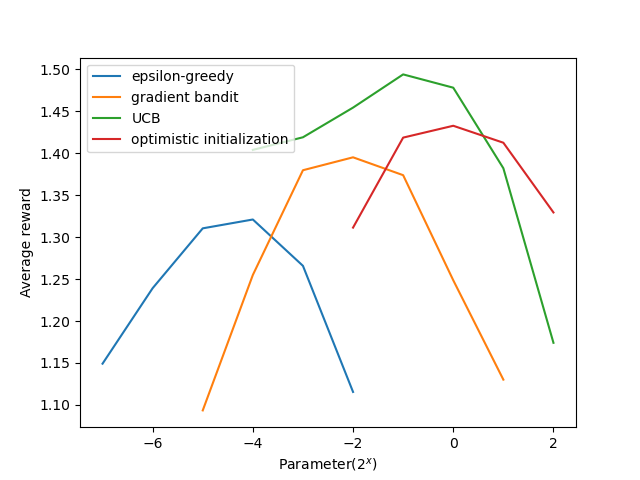 epsilon-greedy
gradient bandit
UCB
optimistic initialization
1.50
1.45
1.40
1.35
1.30
1.25
1.20
1.15
1.10
Average reward
−6 −4 −2 0 2
Parameter(2^x)